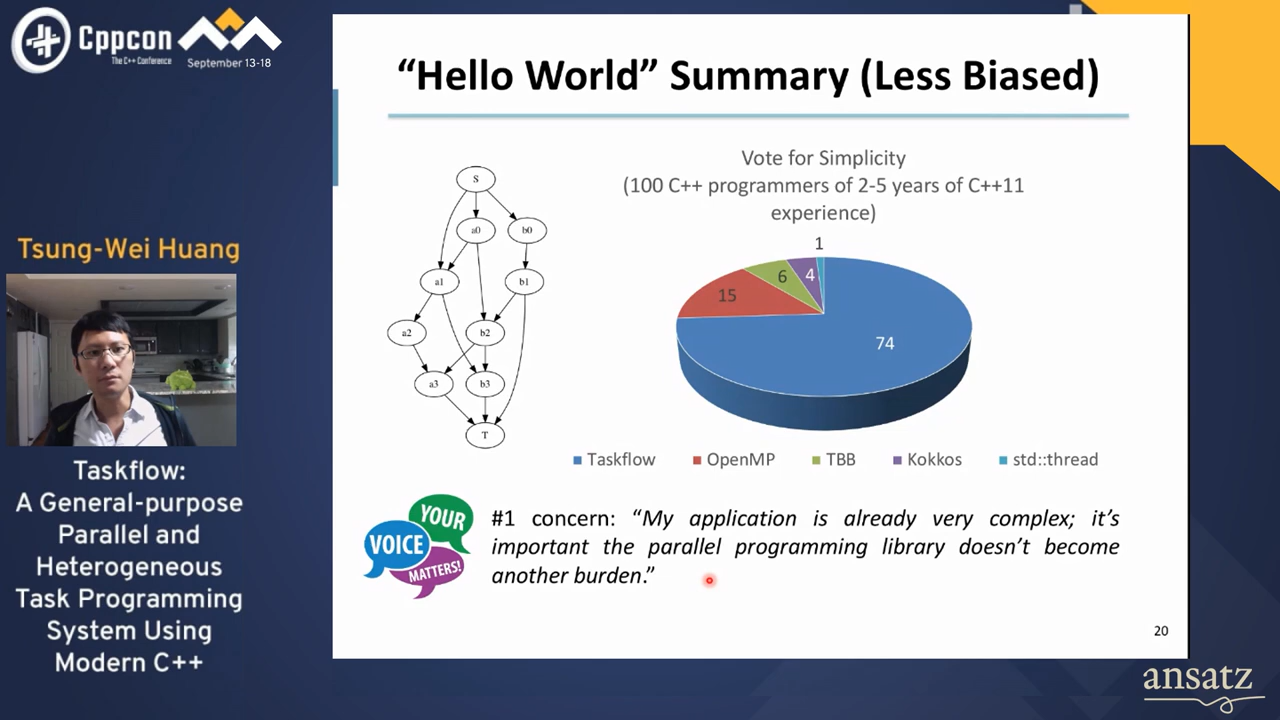 Cppcon
The C++ Conference
September 13-18
Tsung-Wei Huang
Taskflow:
A General-purpose
Parallel and
Heterogeneous
Task Programming
System Using
Modern C++
“Hello World” Summary (Less Biased)
S
a0
b0
a1
b1
a2
b2
a3
b3
T
Vote for Simplicity
(100 C++ programmers of 2-5 years of C++11
experience)
1
4
6
15
74
Taskflow
OpenMP
TBB
Kokkos
std::thread
YOUR
VOICE
MATTERS!
#1 concern: “My application is already very complex; it’s
important the parallel programming library doesn’t become
another burden.”
20
ansatz